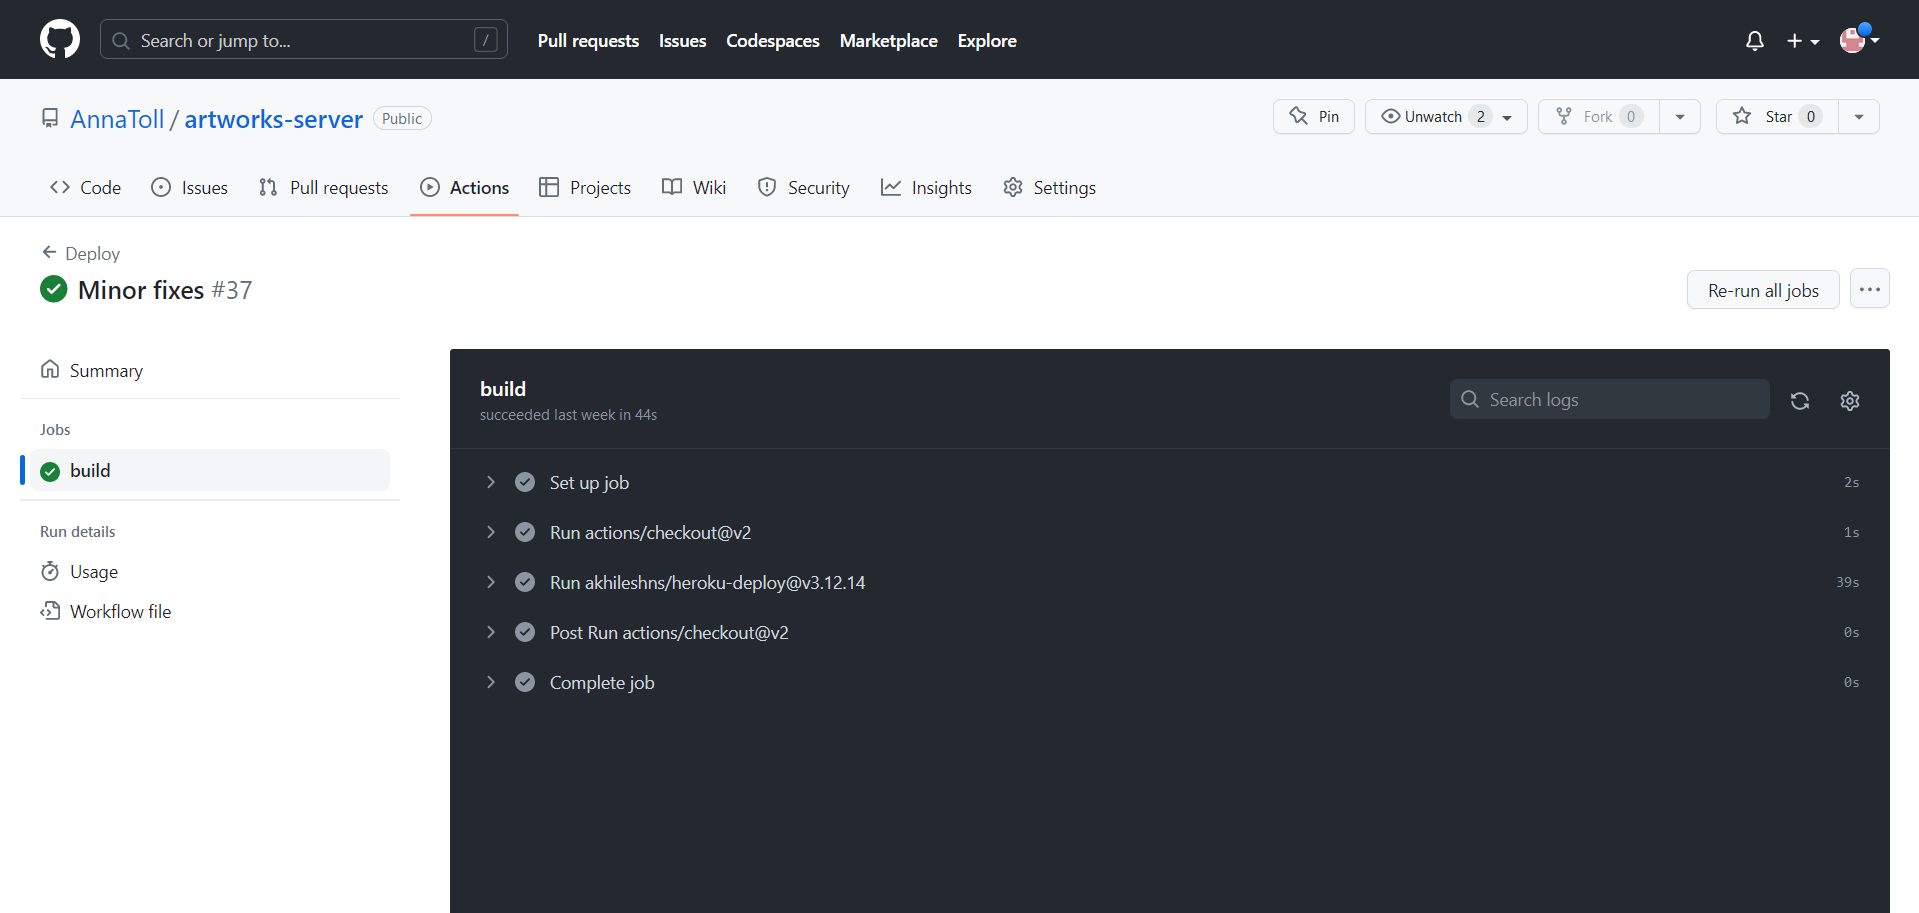 Search or jump to... / Pull requests Issues Codespaces Marketplace Explore
AnnaToll / artworks-server Public Pin Unwatch 2 Fork 0 Star 0
Code Issues Pull requests Actions Projects Wiki Security Insights Settings
Deploy
Minor fixes #37 Re-run all jobs
Summary
Jobs
build
Run details
Usage
Workflow file
build
succeeded last week in 44s
Search logs
Set up job 2s
Run actions/checkout@v2 1s
Run akhileshns/heroku-deploy@v3.12.14 39s
Post Run actions/checkout@v2 0s
Complete job 0s